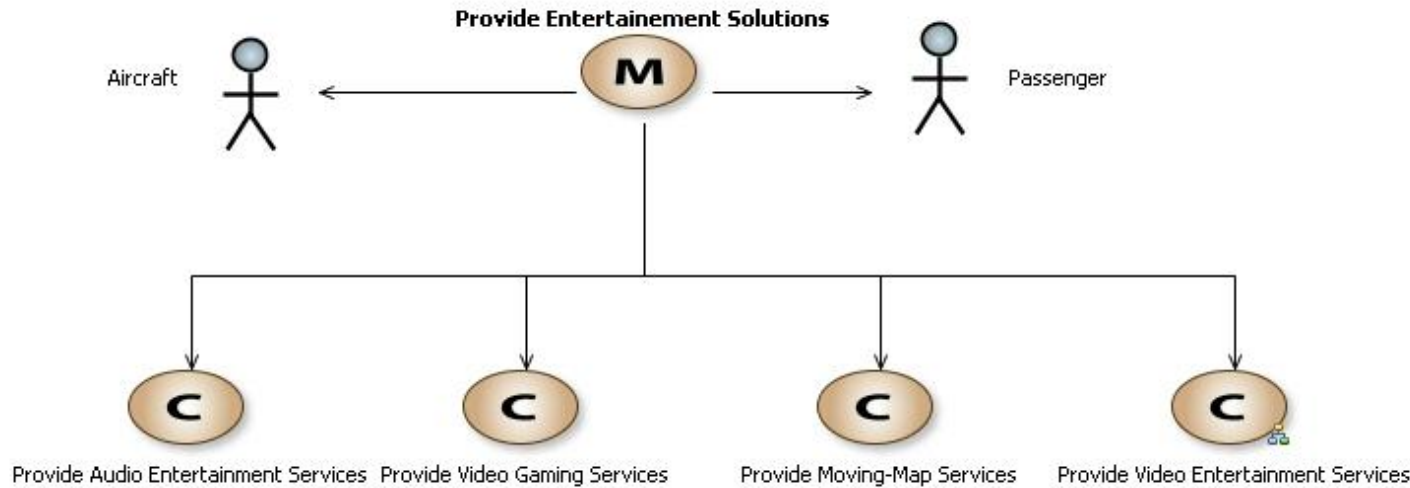 Provide Entertainement Solutions
Aircraft
M
Passenger
C
C
C
C
Provide Audio Entertainment Services
Provide Video Gaming Services
Provide Moving-Map Services
Provide Video Entertainment Services